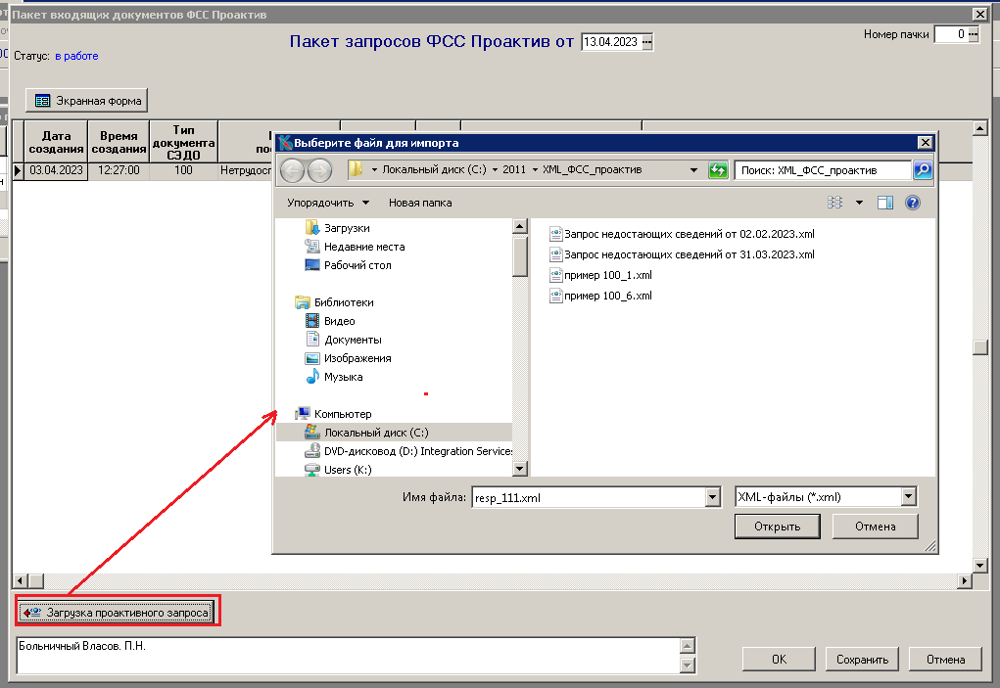 Пакет входящих документов ФСС Проактив
Пакет запросов ФСС Проактив от 13.04.2023
Номер пачки 0
Статус: в работе
Экранная форма
Дата создания
Время создания
Тип документа СЭДО
03.04.2023 12:27:00 100 Нетрудосп
Выберите файл для импорта
Локальный диск (C:) 2011 XML_ФСС_проактив
Поиск: XML_ФСС_проактив
Упорядочить Новая папка
Загрузки
Недавние места
Рабочий стол
Библиотеки
Видео
Документы
Изображения
Музыка
Компьютер
Локальный диск (C:)
DVD-дисковод (D:) Integration Services
Users (K:)
Запрос недостающих сведений от 02.02.2023.xml
Запрос недостающих сведений от 31.03.2023.xml
пример 100_1.xml
пример 100_6.xml
Имя файла: resp_111.xml
XML-файлы (*.xml)
Открыть Отмена
Загрузка проактивного запроса
Больничный Власов. П.Н.
OK Сохранить Отмена